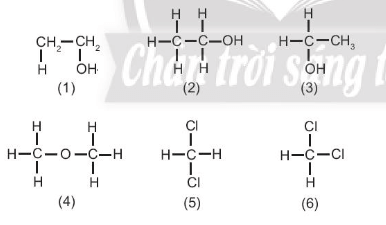 H H H
CH₂–CH₂ H–C–C–OH H–C–CH₃
H OH H H OH
Chân trời sáng t
(1) (2) (3)
H H Cl Cl
H–C–O–C–H H–C–H H–C–Cl
H H Cl H
(4) (5) (6)